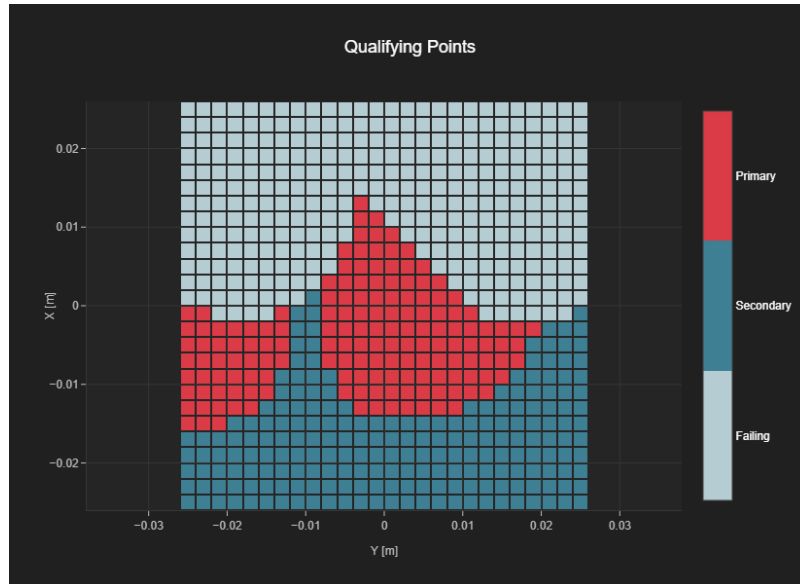 Qualifying Points
0.02
0.01
0
−0.01
−0.02
X [m]
−0.03
−0.02
−0.01
0
0.01
0.02
0.03
Y [m]
Primary
Secondary
Failing